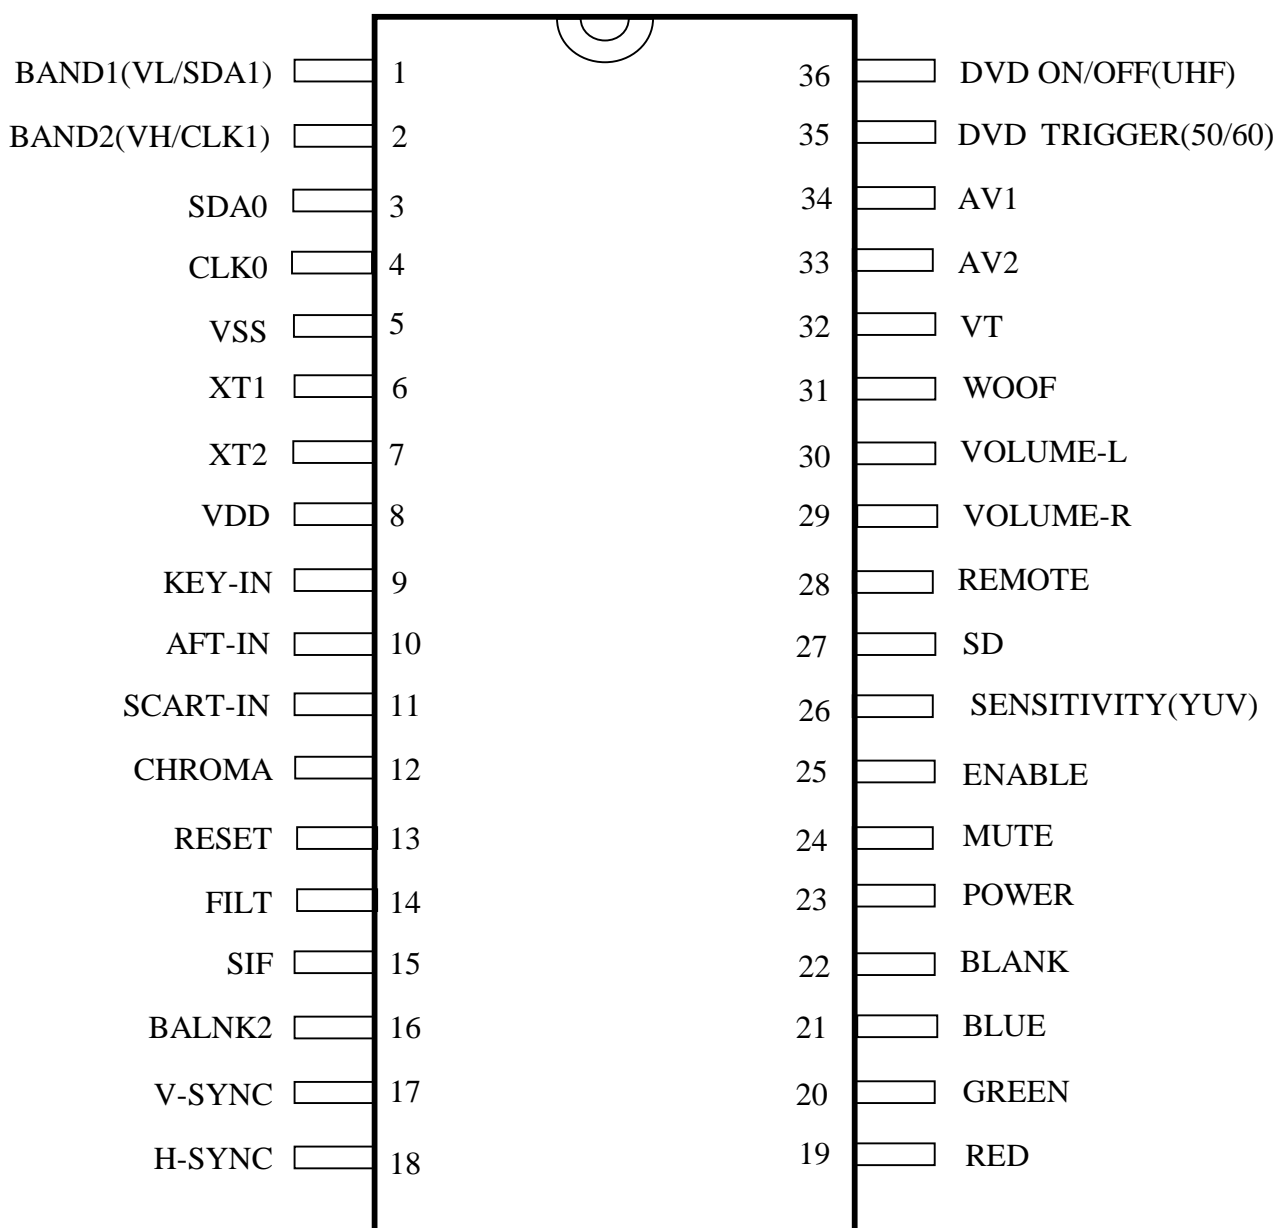 BAND1(VL/SDA1) 1 36 DVD ON/OFF(UHF)
BAND2(VH/CLK1) 2 35 DVD TRIGGER(50/60)
SDA0 3 34 AV1
CLK0 4 33 AV2
VSS 5 32 VT
XT1 6 31 WOOF
XT2 7 30 VOLUME-L
VDD 8 29 VOLUME-R
KEY-IN 9 28 REMOTE
AFT-IN 10 27 SD
SCART-IN 11 26 SENSITIVITY(YUV)
CHROMA 12 25 ENABLE
RESET 13 24 MUTE
FILT 14 23 POWER
SIF 15 22 BLANK
BALNK2 16 21 BLUE
V-SYNC 17 20 GREEN
H-SYNC 18 19 RED